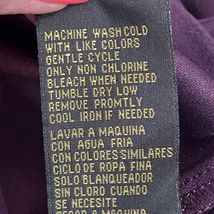 MACHINE WASH COLD
WITH LIKE COLORS
GENTLE CYCLE
ONLY NON CHLORINE
BLEACH WHEN NEEDED
TUMBLE DRY LOW
REMOVE PROMTLY
COOL IRON IF NEEDED
LAVAR A MAQUINA
CON AGUA FRIA
CON COLORES SIMILARES
CICLO DE ROPA FINA
SOLO BLANQUEADOR
SIN CLORO CUANDO
SE NECESITE
A MAQUINA